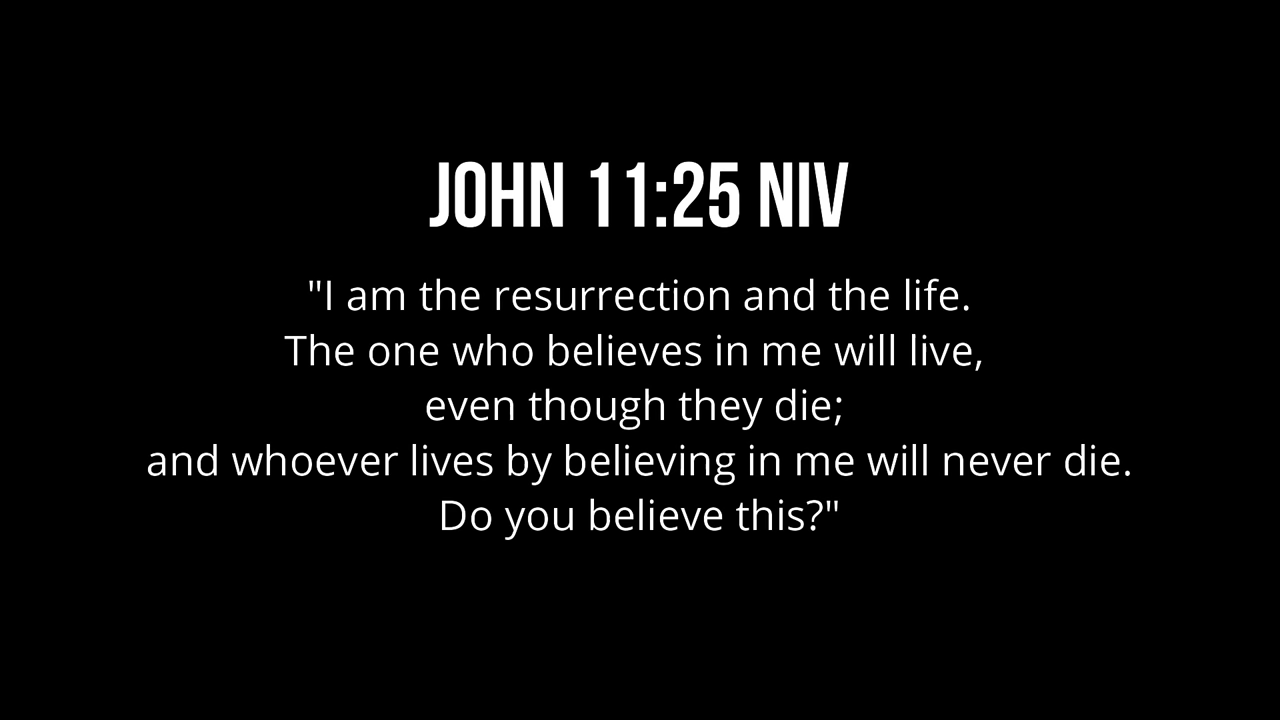 JOHN 11:25 NIV
"I am the resurrection and the life.
The one who believes in me will live,
even though they die;
and whoever lives by believing in me will never die.
Do you believe this?"